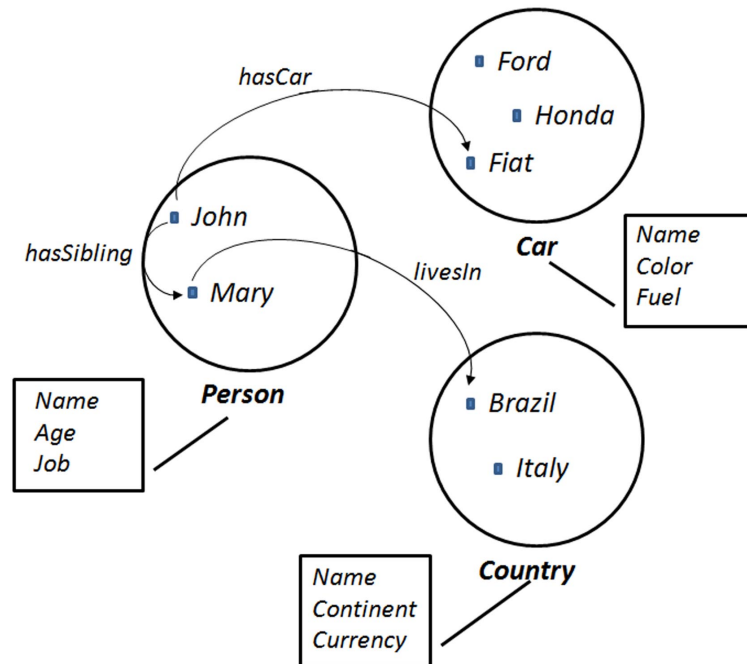 hasCar
Ford
Honda
Fiat
Car
Name
Color
Fuel
John
hasSibling
Mary
Person
livesIn
Name
Age
Job
Brazil
Italy
Country
Name
Continent
Currency